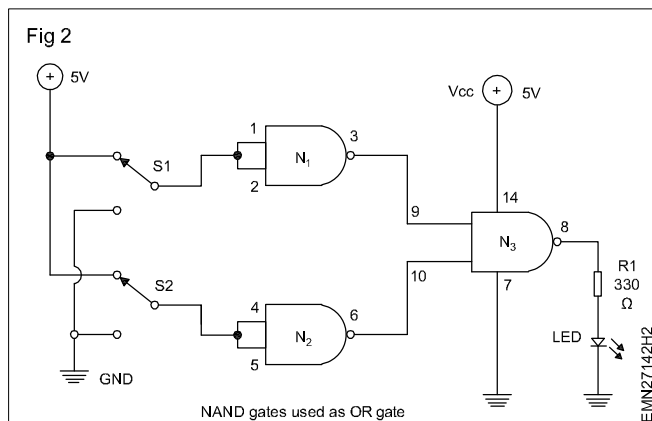 Fig 2
+ 5V
Vcc + 5V
S1
1
2
N1
3
9
14
N3
8
7
10
S2
4
5
N2
6
R1
330
Ω
LED
GND
NAND gates used as OR gate
EMN27142H2